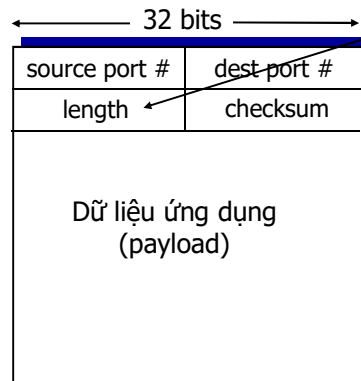 32 bits
source port # dest port #
length checksum
Dữ liệu ứng dụng
(payload)